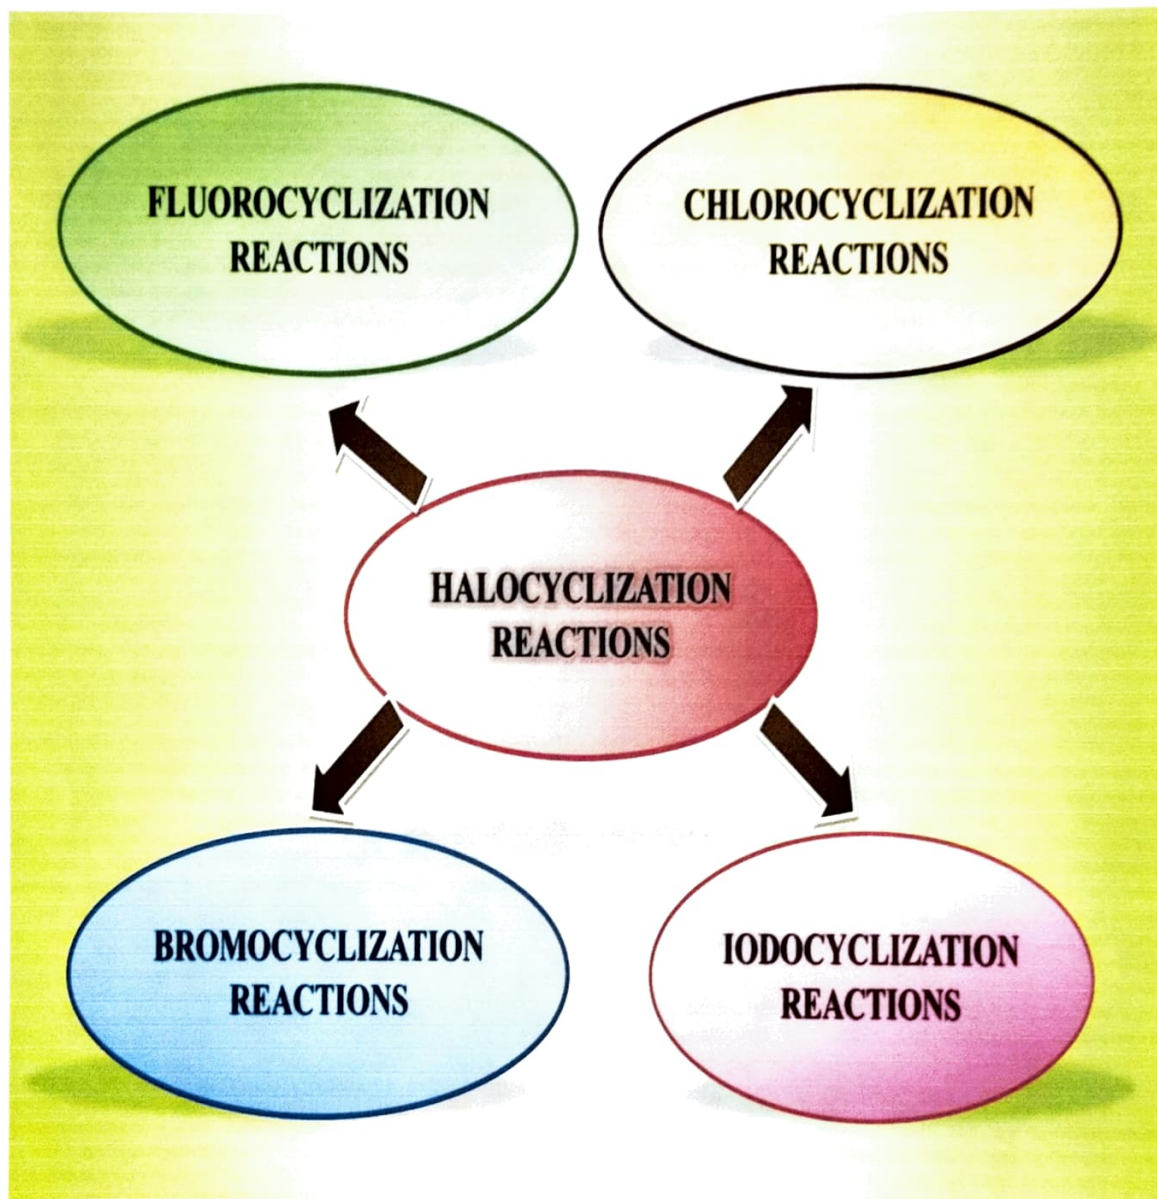 FLUOROCYCLIZATION
REACTIONS
CHLOROCYCLIZATION
REACTIONS
HALOCYCLIZATION
REACTIONS
BROMOCYCLIZATION
REACTIONS
IODOCYCLIZATION
REACTIONS